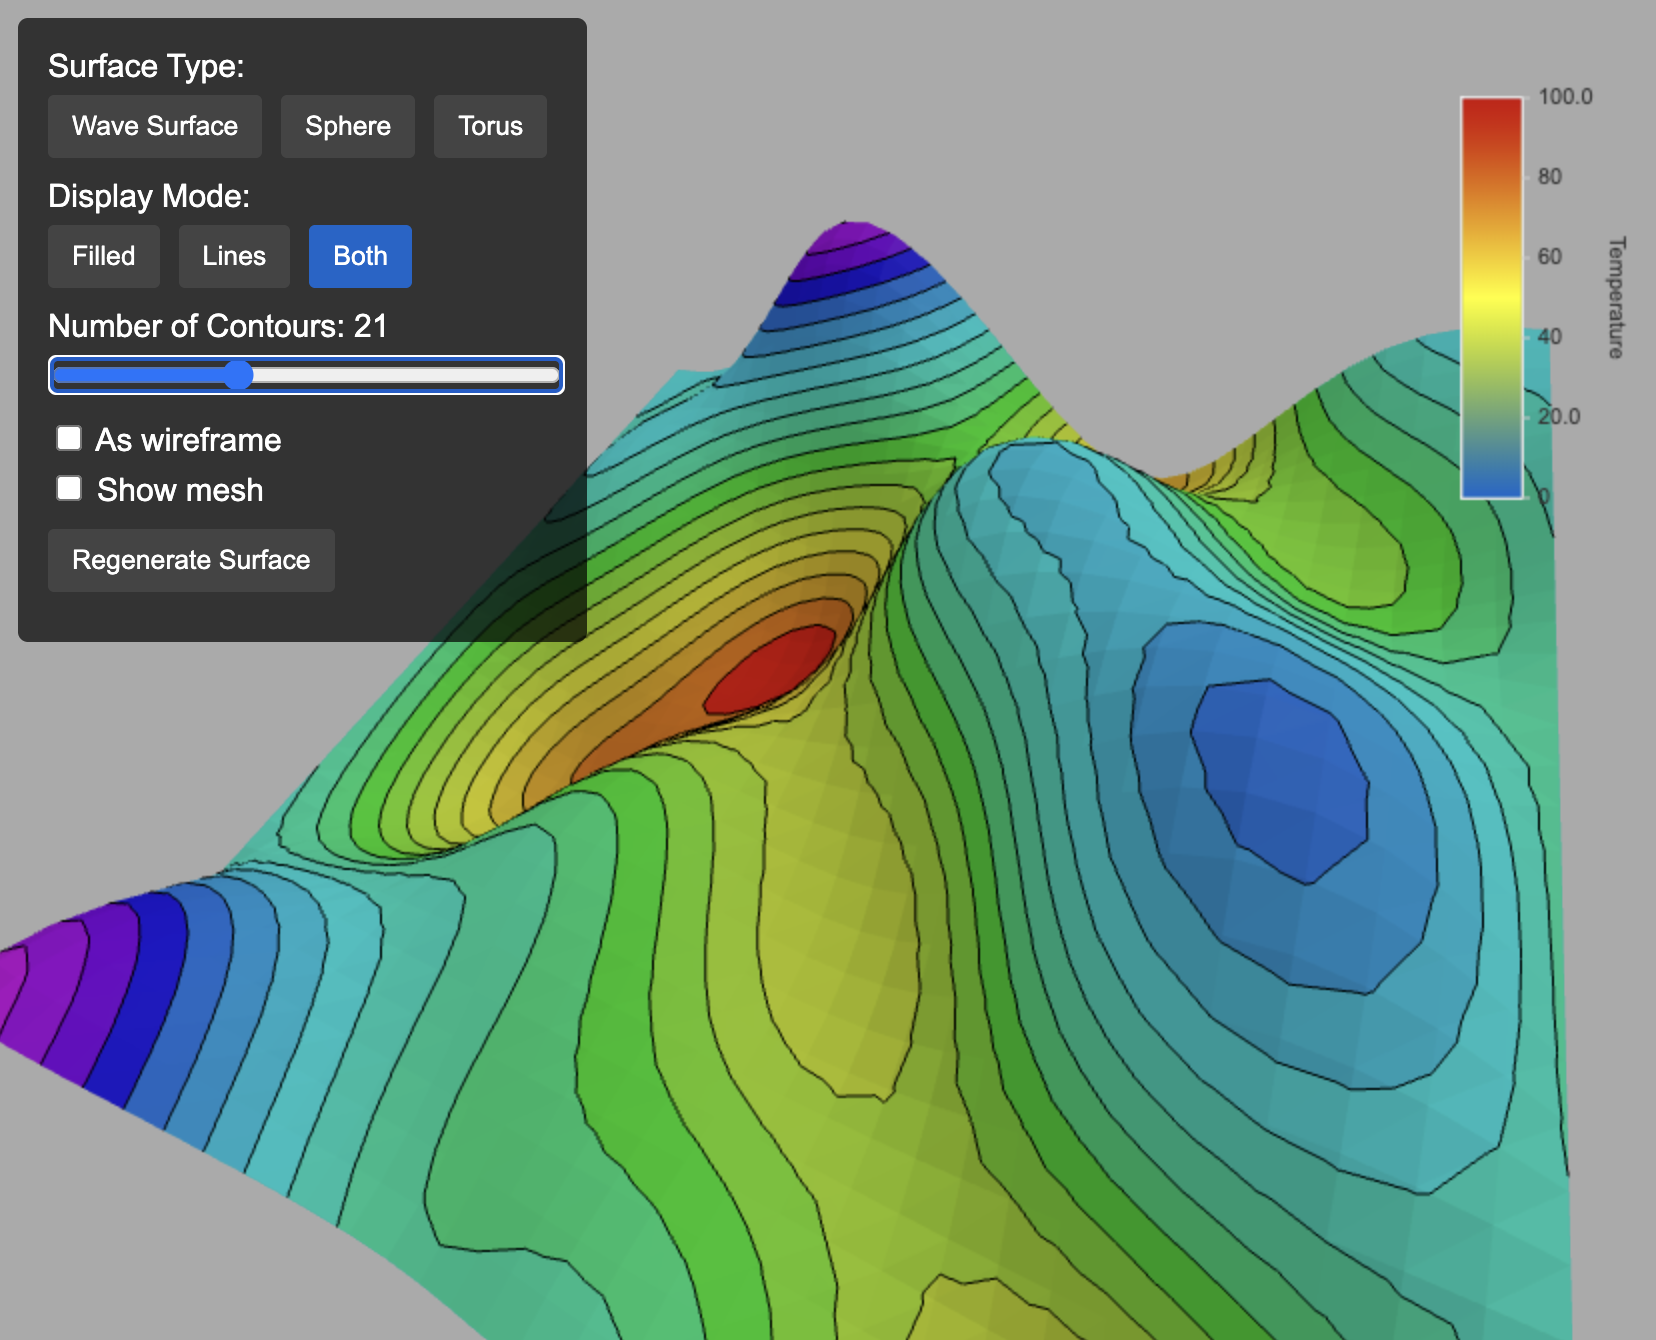 Surface Type:
Wave Surface Sphere Torus
Display Mode:
Filled Lines Both
Number of Contours: 21
As wireframe
Show mesh
Regenerate Surface
100.0
80
60
40
20.0
0
Temperature